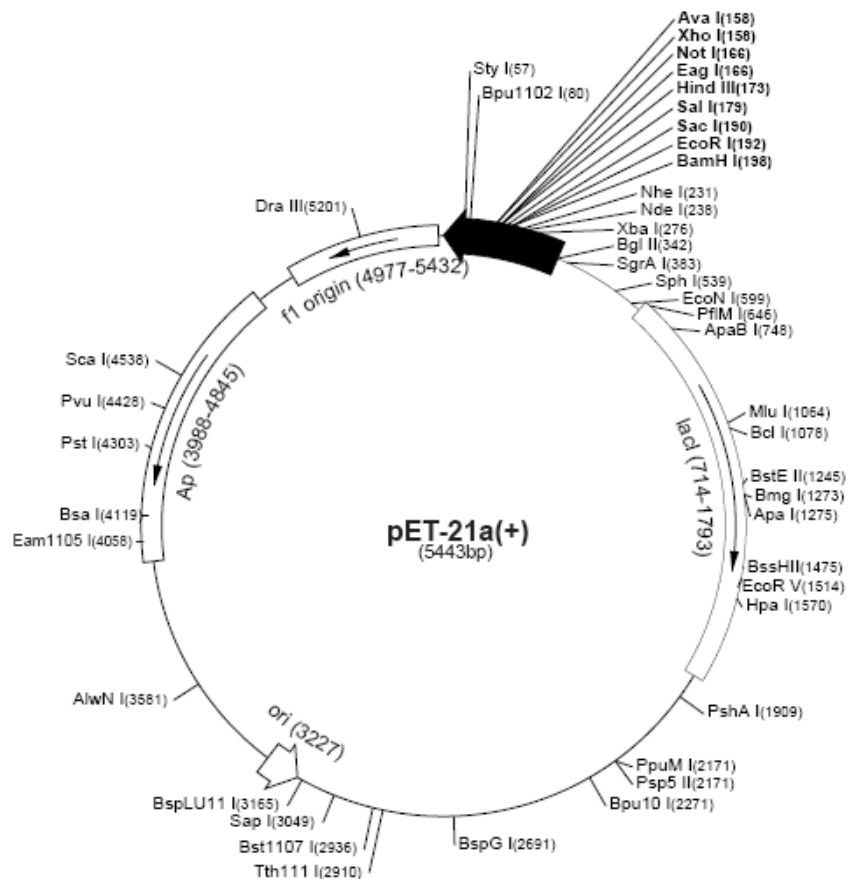 Ava I(158)
Xho I(158)
Not I(166)
Eag I(166)
Hind III(173)
Sal I(179)
Sac I(190)
EcoR I(192)
BamH I(198)
Sty I(57)
Bpu1102 I(80)
Nhe I(231)
Nde I(238)
Xba I(276)
Bgl II(342)
SgrA I(383)
Sph I(539)
EcoN I(599)
PflM I(646)
ApaB I(748)
Dra III(5201)
f1 origin (4977-5432)
Sca I(4538)
Pvu I(4428)
Pst I(4303)
Bsa I(4119)
Eam1105 I(4058)
Ap (3988-4845)
lacI (714-1793)
Mlu I(1064)
Bcl I(1078)
BstE II(1245)
Bmg I(1273)
Apa I(1275)
BssHII(1475)
EcoR V(1514)
Hpa I(1570)
pET-21a(+)
(5443bp)
AlwN I(3581)
ori (3227)
PshA I(1909)
PpuM I(2171)
Psp5 II(2171)
Bpu10 I(2271)
BspLU11 I(3165)
Sap I(3049)
Bst1107 I(2936)
Tth111 I(2910)
BspG I(2691)